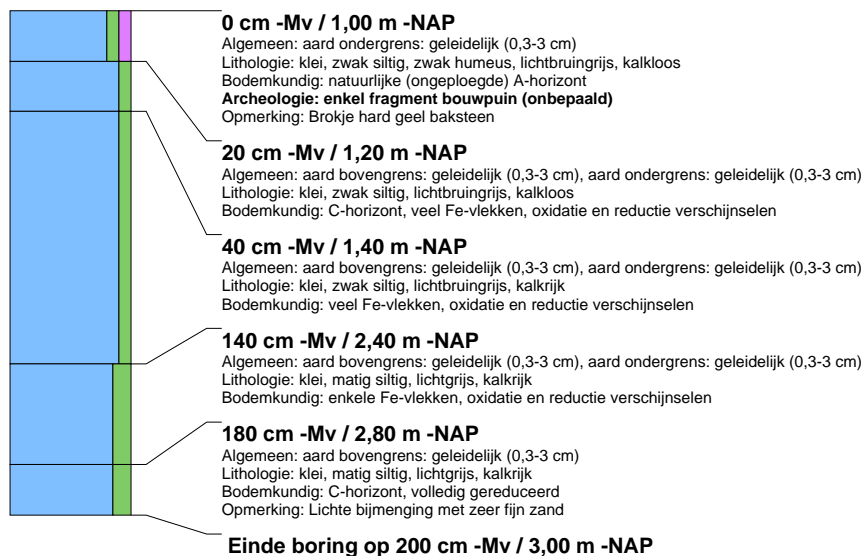 0 cm -Mv / 1,00 m -NAP
Algemeen: aard ondergrens: geleidelijk (0,3-3 cm)
Lithologie: klei, zwak siltig, zwak humeus, lichtbruingrijs, kalkloos
Bodemkundig: natuurlijke (ongeploegde) A-horizont
Archeologie: enkel fragment bouwpuin (onbepaald)
Opmerking: Brokje hard geel baksteen
20 cm -Mv / 1,20 m -NAP
Algemeen: aard bovengrens: geleidelijk (0,3-3 cm), aard ondergrens: geleidelijk (0,3-3 cm)
Lithologie: klei, zwak siltig, lichtbruingrijs, kalkloos
Bodemkundig: C-horizont, veel Fe-vlekken, oxidatie en reductie verschijnselen
40 cm -Mv / 1,40 m -NAP
Algemeen: aard bovengrens: geleidelijk (0,3-3 cm), aard ondergrens: geleidelijk (0,3-3 cm)
Lithologie: klei, zwak siltig, lichtbruingrijs, kalkrijk
Bodemkundig: veel Fe-vlekken, oxidatie en reductie verschijnselen
140 cm -Mv / 2,40 m -NAP
Algemeen: aard bovengrens: geleidelijk (0,3-3 cm), aard ondergrens: geleidelijk (0,3-3 cm)
Lithologie: klei, matig siltig, lichtgrijs, kalkrijk
Bodemkundig: enkele Fe-vlekken, oxidatie en reductie verschijnselen
180 cm -Mv / 2,80 m -NAP
Algemeen: aard bovengrens: geleidelijk (0,3-3 cm)
Lithologie: klei, matig siltig, lichtgrijs, kalkrijk
Bodemkundig: C-horizont, volledig gereduceerd
Opmerking: Lichte bijmenging met zeer fijn zand
Einde boring op 200 cm -Mv / 3,00 m -NAP